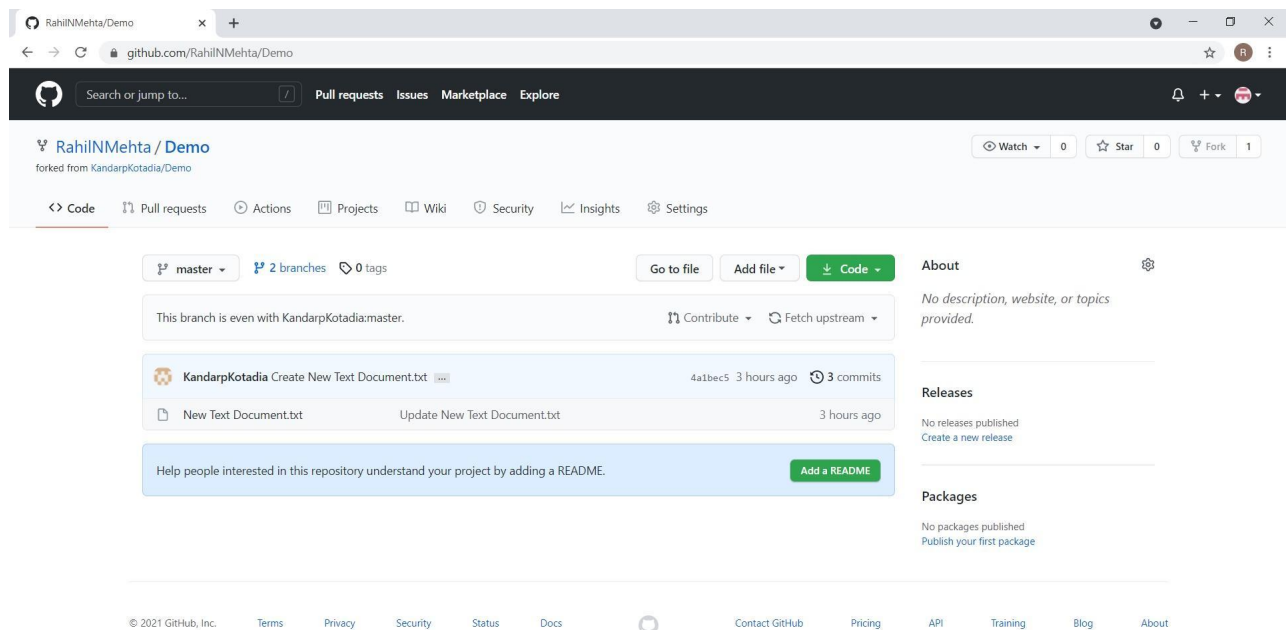 RahilNMehta/Demo
github.com/RahilNMehta/Demo
R
Search or jump to... / Pull requests Issues Marketplace Explore
RahilNMehta / Demo
Watch 0 Star 0 Fork 1
forked from KandarpKotadia/Demo
Code Pull requests Actions Projects Wiki Security Insights Settings
master 2 branches 0 tags Go to file Add file Code
This branch is even with KandarpKotadia:master. Contribute Fetch upstream
KandarpKotadia Create New Text Document.txt ... 4a1bec5 3 hours ago 3 commits
New Text Document.txt Update New Text Document.txt 3 hours ago
Help people interested in this repository understand your project by adding a README. Add a README
About
No description, website, or topics
provided.
Releases
No releases published
Create a new release
Packages
No packages published
Publish your first package
© 2021 GitHub, Inc. Terms Privacy Security Status Docs Contact GitHub Pricing API Training Blog About